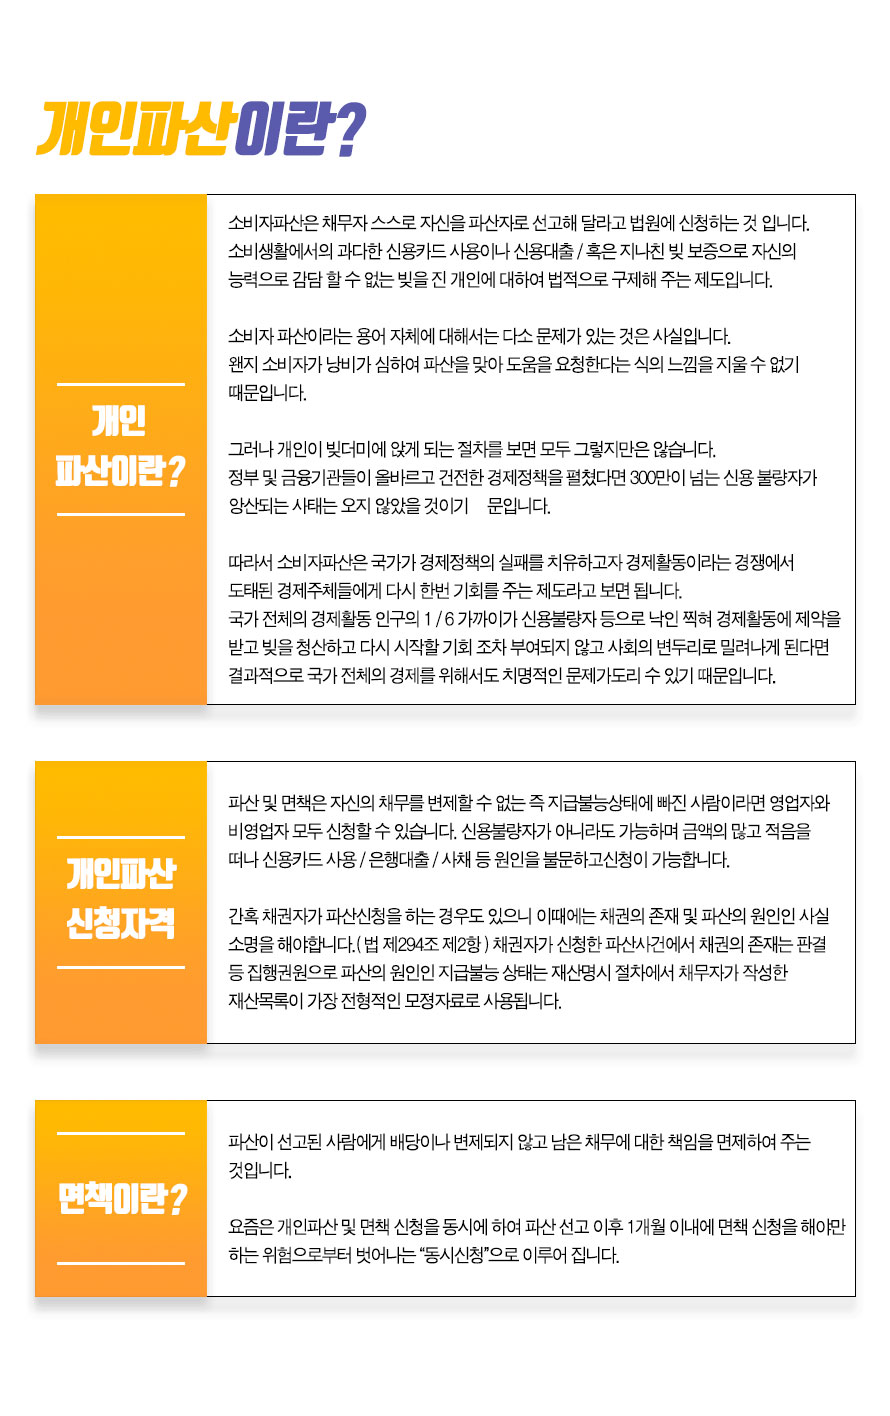 개인파산이란?
개인
파산이란?
소비자파산은 채무자 스스로 자신을 파산자로 선고해 달라고 법원에 신청하는 것 입니다.
소비생활에서의 과다한 신용카드 사용이나 신용대출 / 혹은 지나친 빚 보증으로 자신의
능력으로 감담 할 수 없는 빚을 진 개인에 대하여 법적으로 구제해 주는 제도입니다.
소비자 파산이라는 용어 자체에 대해서는 다소 문제가 있는 것은 사실입니다.
왠지 소비자가 낭비가 심하여 파산을 맞아 도움을 요청한다는 식의 느낌을 지울 수 없기
때문입니다.
그러나 개인이 빚더미에 앉게 되는 절차를 보면 모두 그렇지만은 않습니다.
정부 및 금융기관들이 올바르고 건전한 경제정책을 펼쳤다면 300만이 넘는 신용 불량자가
양산되는 사태는 오지 않았을 것이기 문입니다.
따라서 소비자파산은 국가가 경제정책의 실패를 치유하고자 경제활동이라는 경쟁에서
도태된 경제주체들에게 다시 한번 기회를 주는 제도라고 보면 됩니다.
국가 전체의 경제활동 인구의 1 / 6 가까이가 신용불량자 등으로 낙인 찍혀 경제활동에 제약을
받고 빚을 청산하고 다시 시작할 기회 조차 부여되지 않고 사회의 변두리로 밀려나게 된다면
결과적으로 국가 전체의 경제를 위해서도 치명적인 문제가도리 수 있기 때문입니다.
개인파산
신청자격
파산 및 면책은 자신의 채무를 변제할 수 없는 즉 지급불능상태에 빠진 사람이라면 영업자와
비영업자 모두 신청할 수 있습니다. 신용불량자가 아니라도 가능하며 금액의 많고 적음을
떠나 신용카드 사용 / 은행대출 / 사채 등 원인을 불문하고신청이 가능합니다.
간혹 채권자가 파산신청을 하는 경우도 있으니 이때에는 채권의 존재 및 파산의 원인인 사실
소명을 해야합니다.( 법 제294조 제2항 ) 채권자가 신청한 파산사건에서 채권의 존재는 판결
등 집행권원으로 파산의 원인인 지급불능 상태는 재산명시 절차에서 채무자가 작성한
재산목록이 가장 전형적인 모졍자료로 사용됩니다.
면책이란?
파산이 선고된 사람에게 배당이나 변제되지 않고 남은 채무에 대한 책임을 면제하여 주는
것입니다.
요즘은 개인파산 및 면책 신청을 동시에 하여 파산 선고 이후 1개월 이내에 면책 신청을 해야만
하는 위험으로부터 벗어나는 “동시신청”으로 이루어 집니다.